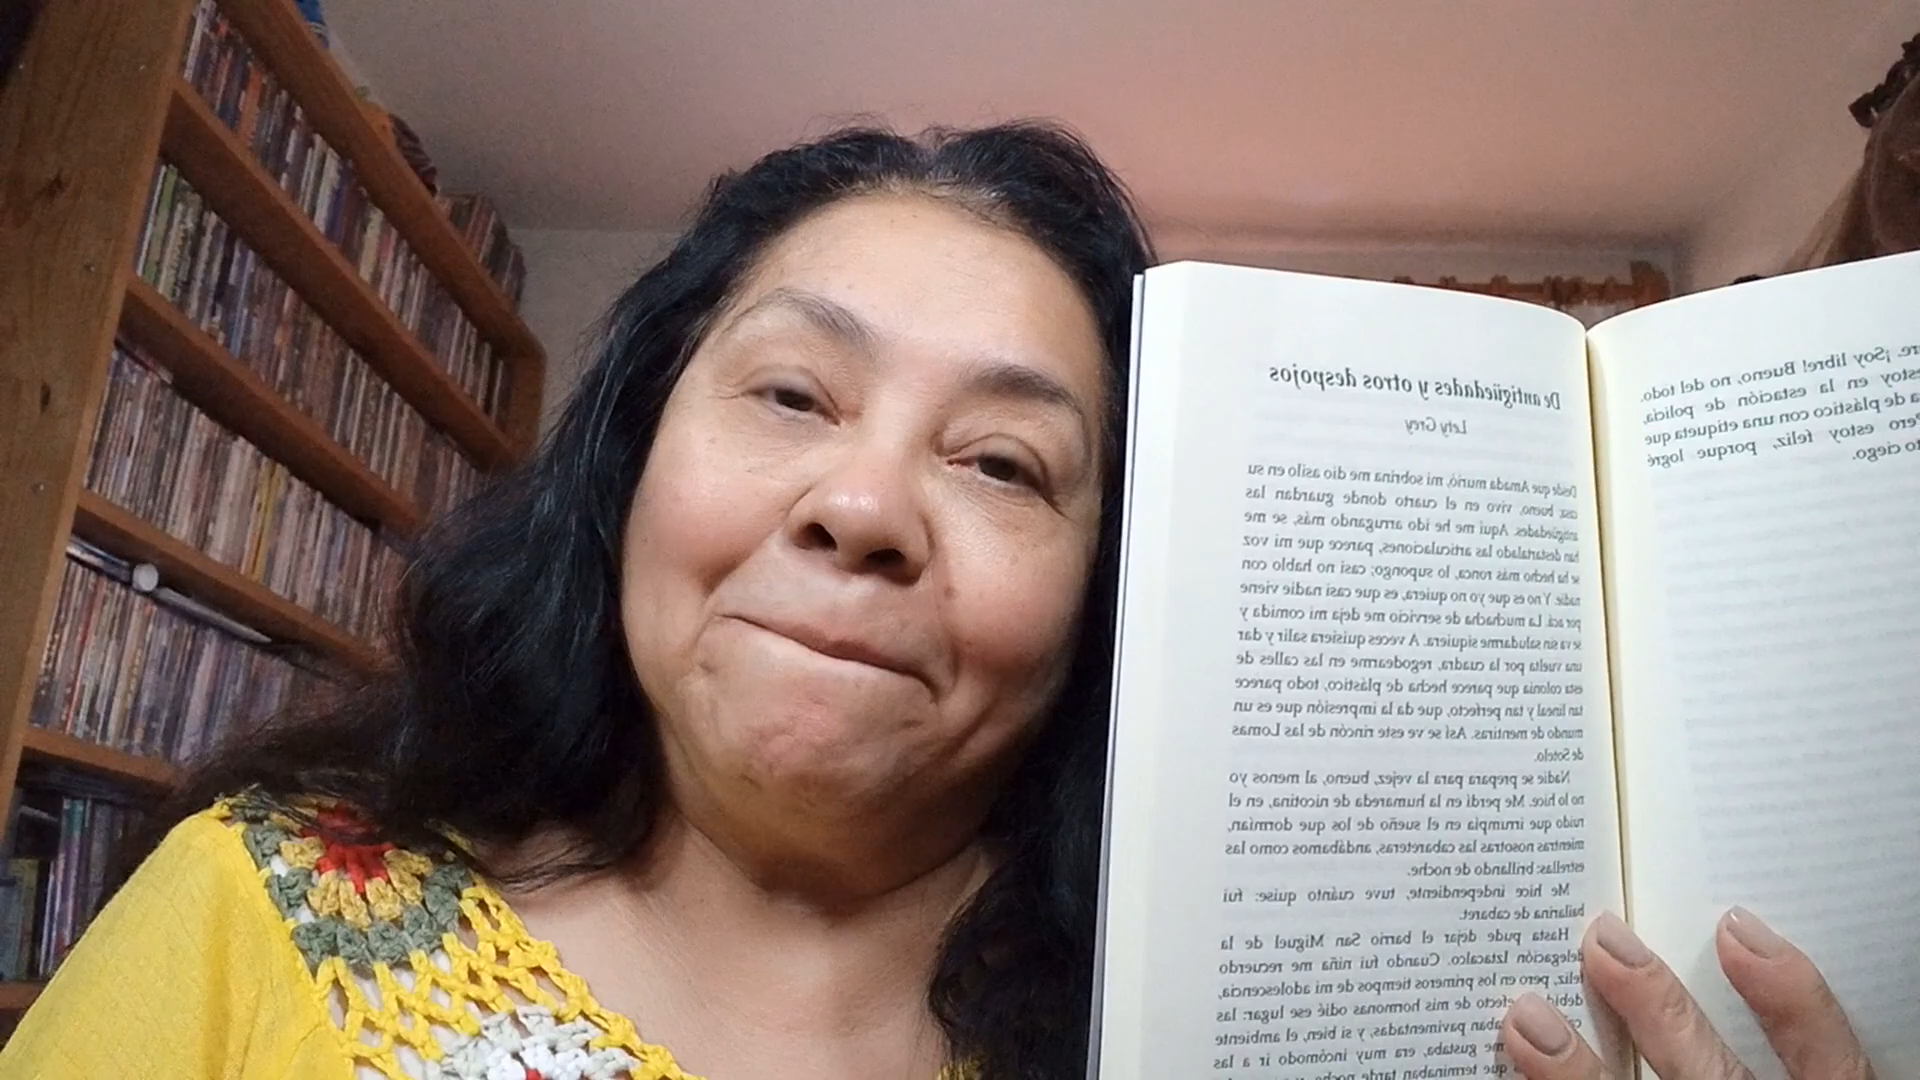 De antigüedades y otros despojos
Lety Grey
Desde que Amada murió, mi sobrina me dio asilo en su
casa, bueno, vivo en el cuarto donde guardan las
antigüedades. Aquí me he ido arrugando más, se me
han destartalado las articulaciones, parece que mi voz
se ha hecho más ronca, lo supongo; casi no hablo con
nadie. Y no es que yo no quiera, es que casi nadie viene
por acá. La muchacha de servicio me deja mi comida y
se va sin saludarme siquiera. A veces quisiera salir y dar
una vuelta por la cuadra, regodearme en las calles de
esta colonia que parece hecha de plástico, todo parece
tan lineal y tan perfecto, que da la impresión que es un
mundo de mentiras. Así se ve este rincón de las Lomas
de Sotelo.
Nadie se prepara para la vejez, bueno, al menos yo
no lo hice. Me perdí en la humareda de nicotina, en el
ruido que irrumpía en el sueño de los que dormían,
mientras nosotras las cabareteras, andábamos como las
estrellas: brillando de noche.
Me hice independiente, tuve cuánto quise: fui
bailarina de cabaret.
Hasta pude dejar el barrio San Miguel de la
delegación Iztacalco. Cuando fui niña me recuerdo
feliz, pero en los primeros tiempos de mi adolescencia,
debid efecto de mis hormonas odié ese lugar: las
ban pavimentadas, y si bien, el ambiente
me gustaba, era muy incómodo ir a las
que terminaban tarde
re. ¡Soy libre! Bueno, no del todo.
estoy en la estación de policía,
a de plástico con una etiqueta que
Pero estoy feliz, porque logré
to ciego.